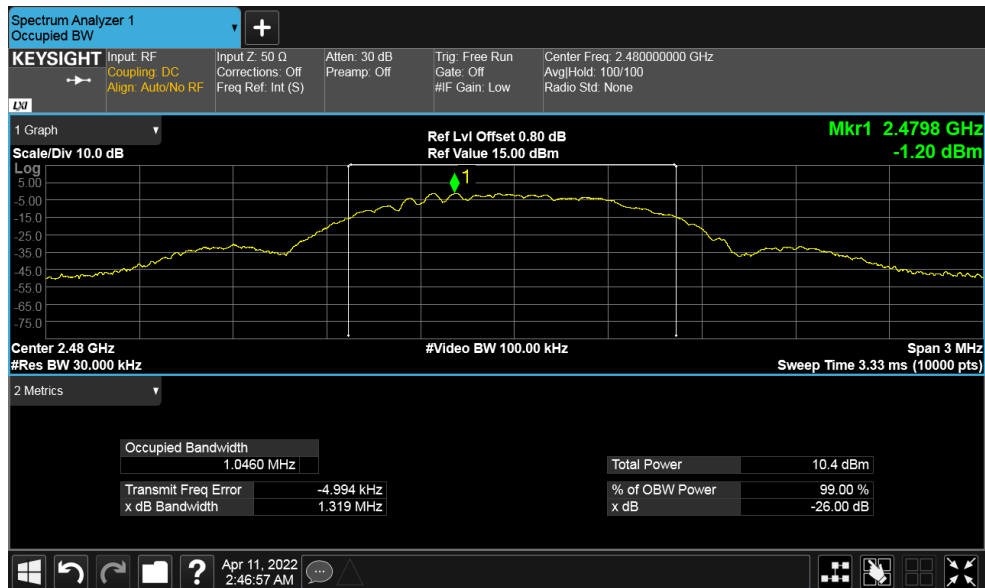 Spectrum Analyzer 1
Occupied BW
+
KEYSIGHT
LXI
Input: RF
Coupling: DC
Align: Auto/No RF
Input Z: 50 Ω
Corrections: Off
Freq Ref: Int (S)
Atten: 30 dB
Preamp: Off
Trig: Free Run
Gate: Off
#IF Gain: Low
Center Freq: 2.480000000 GHz
Avg|Hold: 100/100
Radio Std: None
1 Graph
Scale/Div 10.0 dB
Ref Lvl Offset 0.80 dB
Ref Value 15.00 dBm
Mkr1 2.4798 GHz
-1.20 dBm
Log
1
5.00
-5.00
-15.0
-25.0
-35.0
-45.0
-55.0
-65.0
-75.0
Center 2.48 GHz
#Res BW 30.000 kHz
#Video BW 100.00 kHz
Span 3 MHz
Sweep Time 3.33 ms (10000 pts)
2 Metrics
Occupied Bandwidth
1.0460 MHz
Transmit Freq Error -4.994 kHz
x dB Bandwidth 1.319 MHz
Total Power 10.4 dBm
% of OBW Power 99.00 %
x dB -26.00 dB
?
Apr 11, 2022
2:46:57 AM